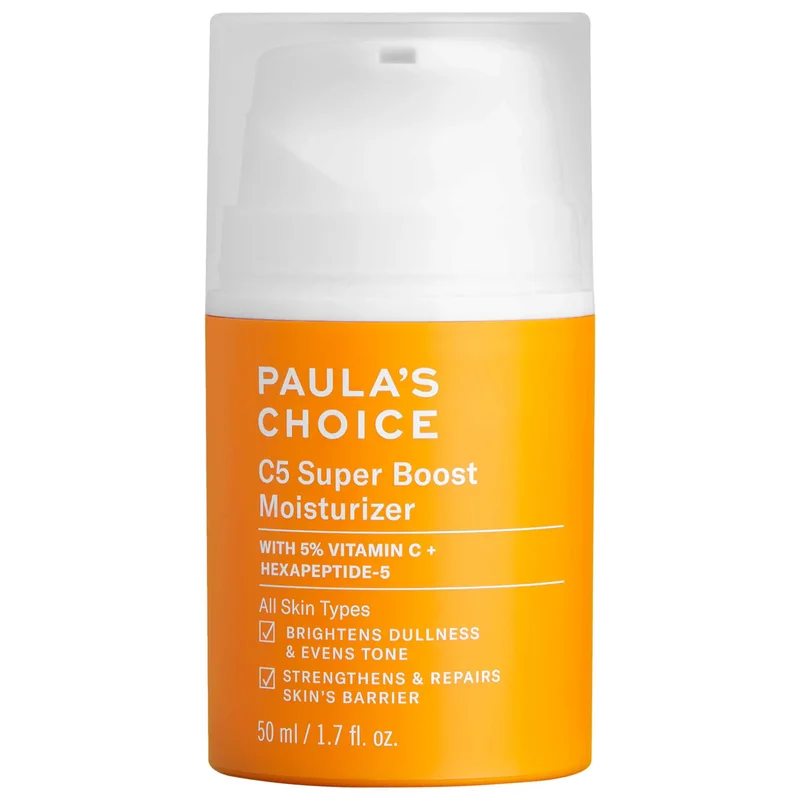 PAULA'S
CHOICE
C5 Super Boost
Moisturizer
WITH 5% VITAMIN C +
HEXAPEPTIDE-5
All Skin Types
☑ BRIGHTENS DULLNESS
& EVENS TONE
☑ STRENGTHENS & REPAIRS
SKIN'S BARRIER
50 ml / 1.7 fl. oz.